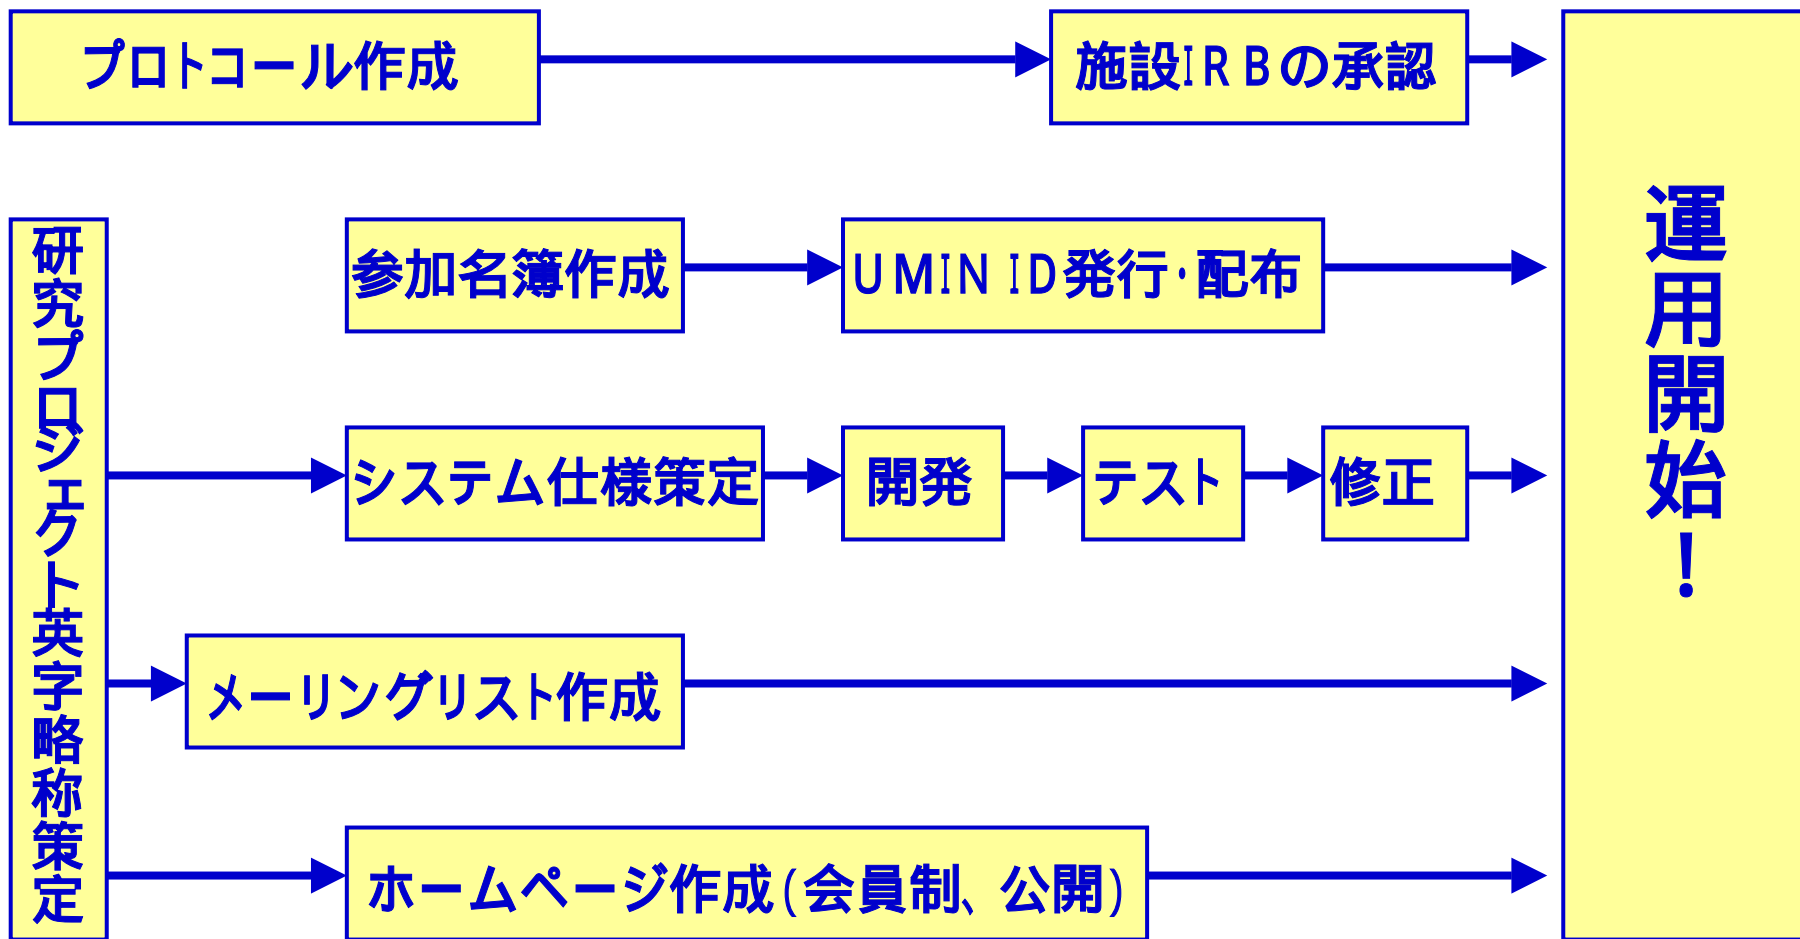 プロトコール作成
施設IRBの承認
参加名簿作成
UMIN ID発行・配布
研究プロジェクト英字略称策定
システム仕様策定
開発
テスト
修正
メーリングリスト作成
ホームページ作成(会員制、公開)
運用開始!